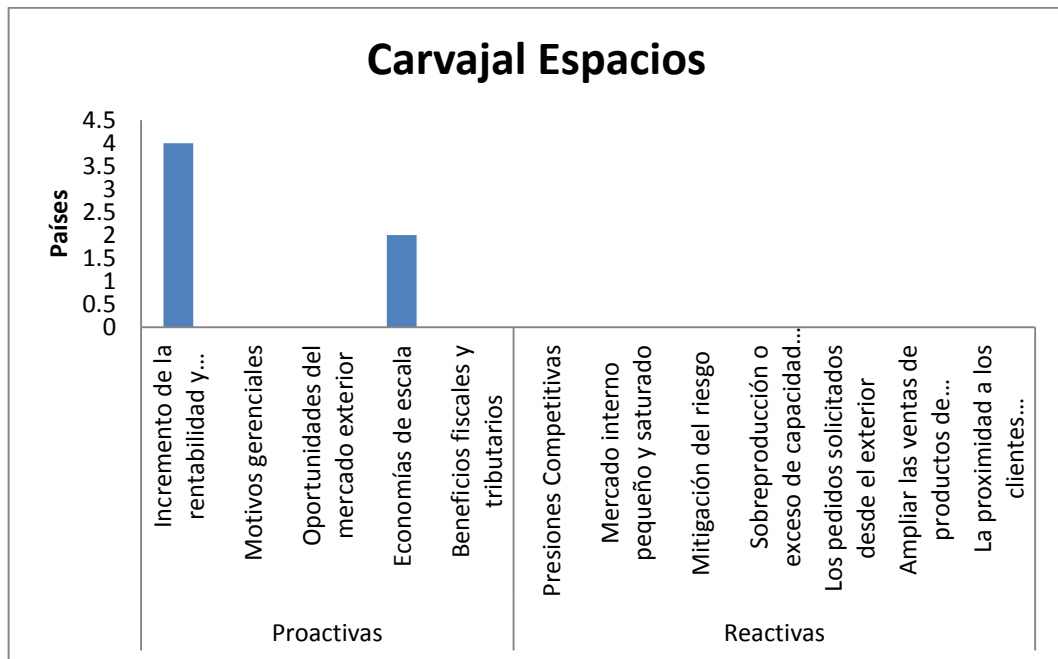 Carvajal Espacios
Países
4.5
4
3.5
3
2.5
2
1.5
1
0.5
0
Incremento de la
rentabilidad y...
Motivos gerenciales
Oportunidades del
mercado exterior
Economías de escala
Beneficios fiscales y
tributarios
Presiones Competitivas
Mercado interno
pequeño y saturado
Mitigación del riesgo
Sobreproducción o
exceso de capacidad...
Los pedidos solicitados
desde el exterior
Ampliar las ventas de
productos de...
La proximidad a los
clientes...
Proactivas
Reactivas